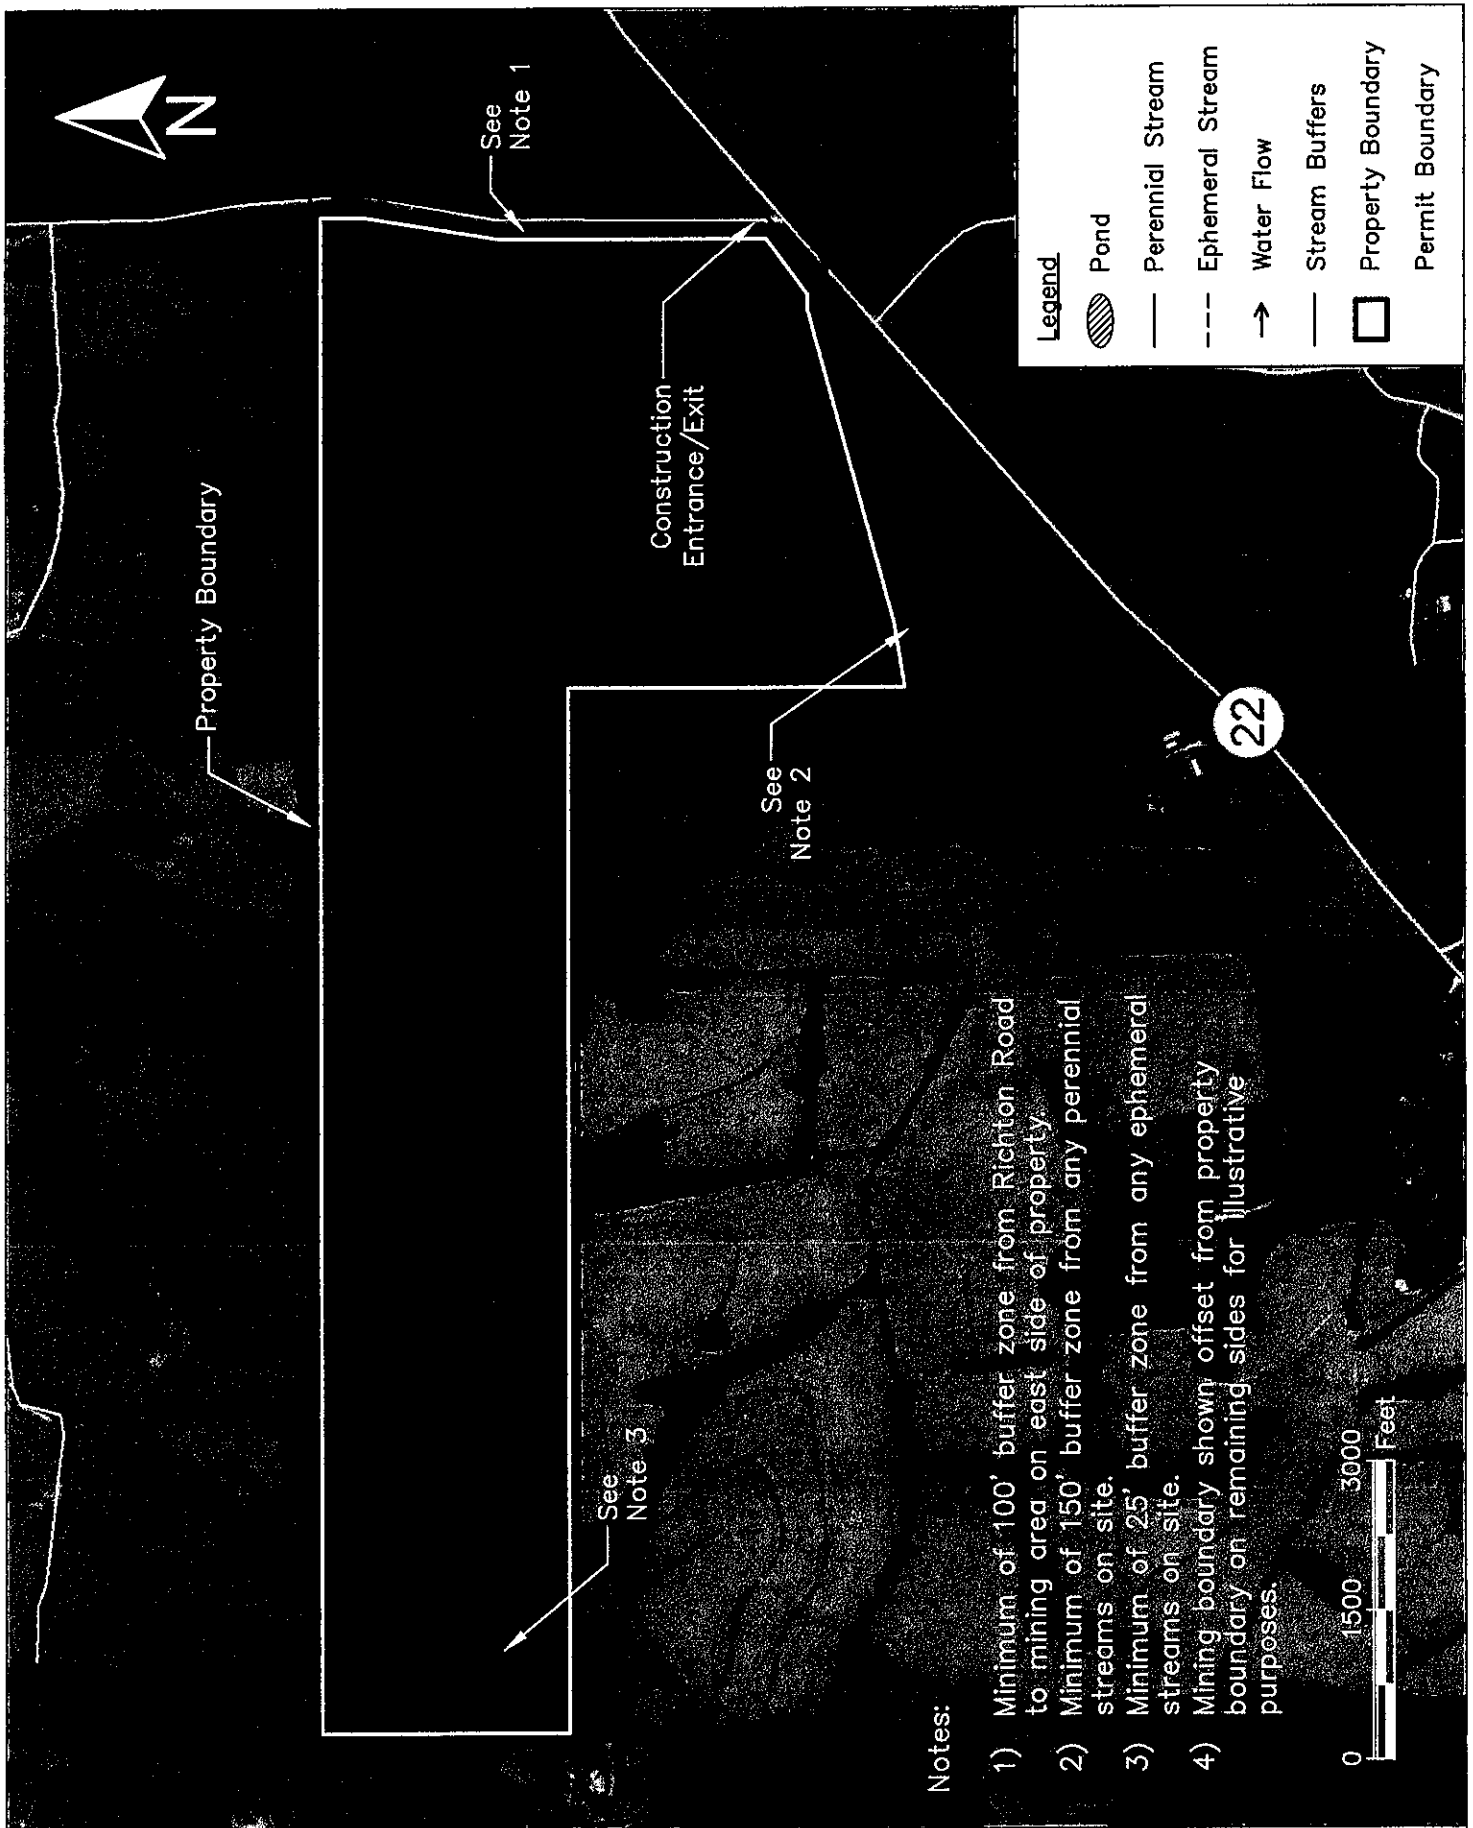 N
See
Note 1
Property Boundary
Construction
Entrance/Exit
See
Note 2
See
Note 3
22
Notes:
1) Minimum of 100' buffer zone from Richton Road
to mining area on east side of property.
2) Minimum of 150' buffer zone from any perennial
streams on site.
3) Minimum of 25' buffer zone from any ephemeral
streams on site.
4) Mining boundary shown offset from property
boundary on remaining sides for illustrative
purposes.
0 1500 3000
Feet
Legend
Pond
Perennial Stream
Ephemeral Stream
Water Flow
Stream Buffers
Property Boundary
Permit Boundary